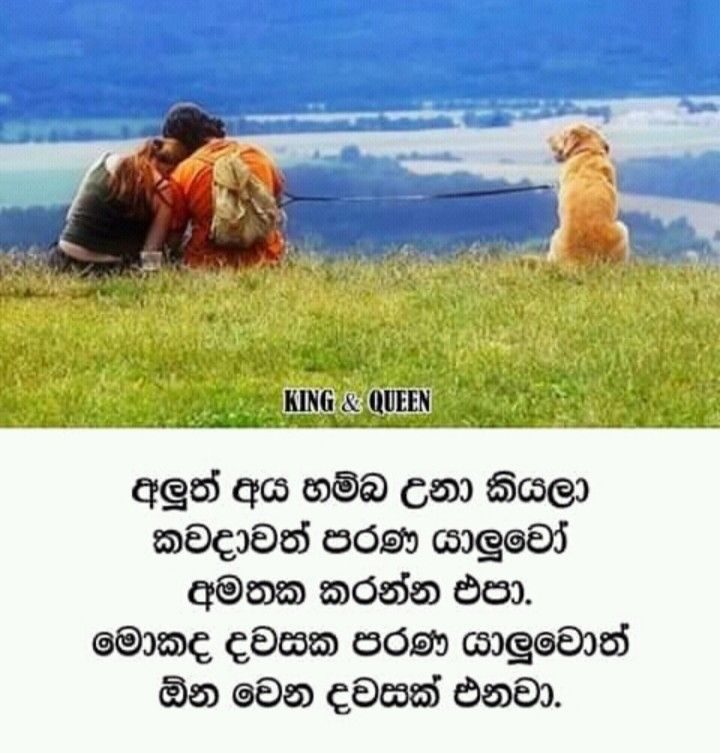 KING & QUEEN
අලුත් අය හම්බ උනා කියලා
කවදාවත් පරණ යාලුවෝ
අමතක කරන්න එපා.
මොකද දවසක පරණ යාලුවොත්
ඕන වෙන දවසක් එනවා.